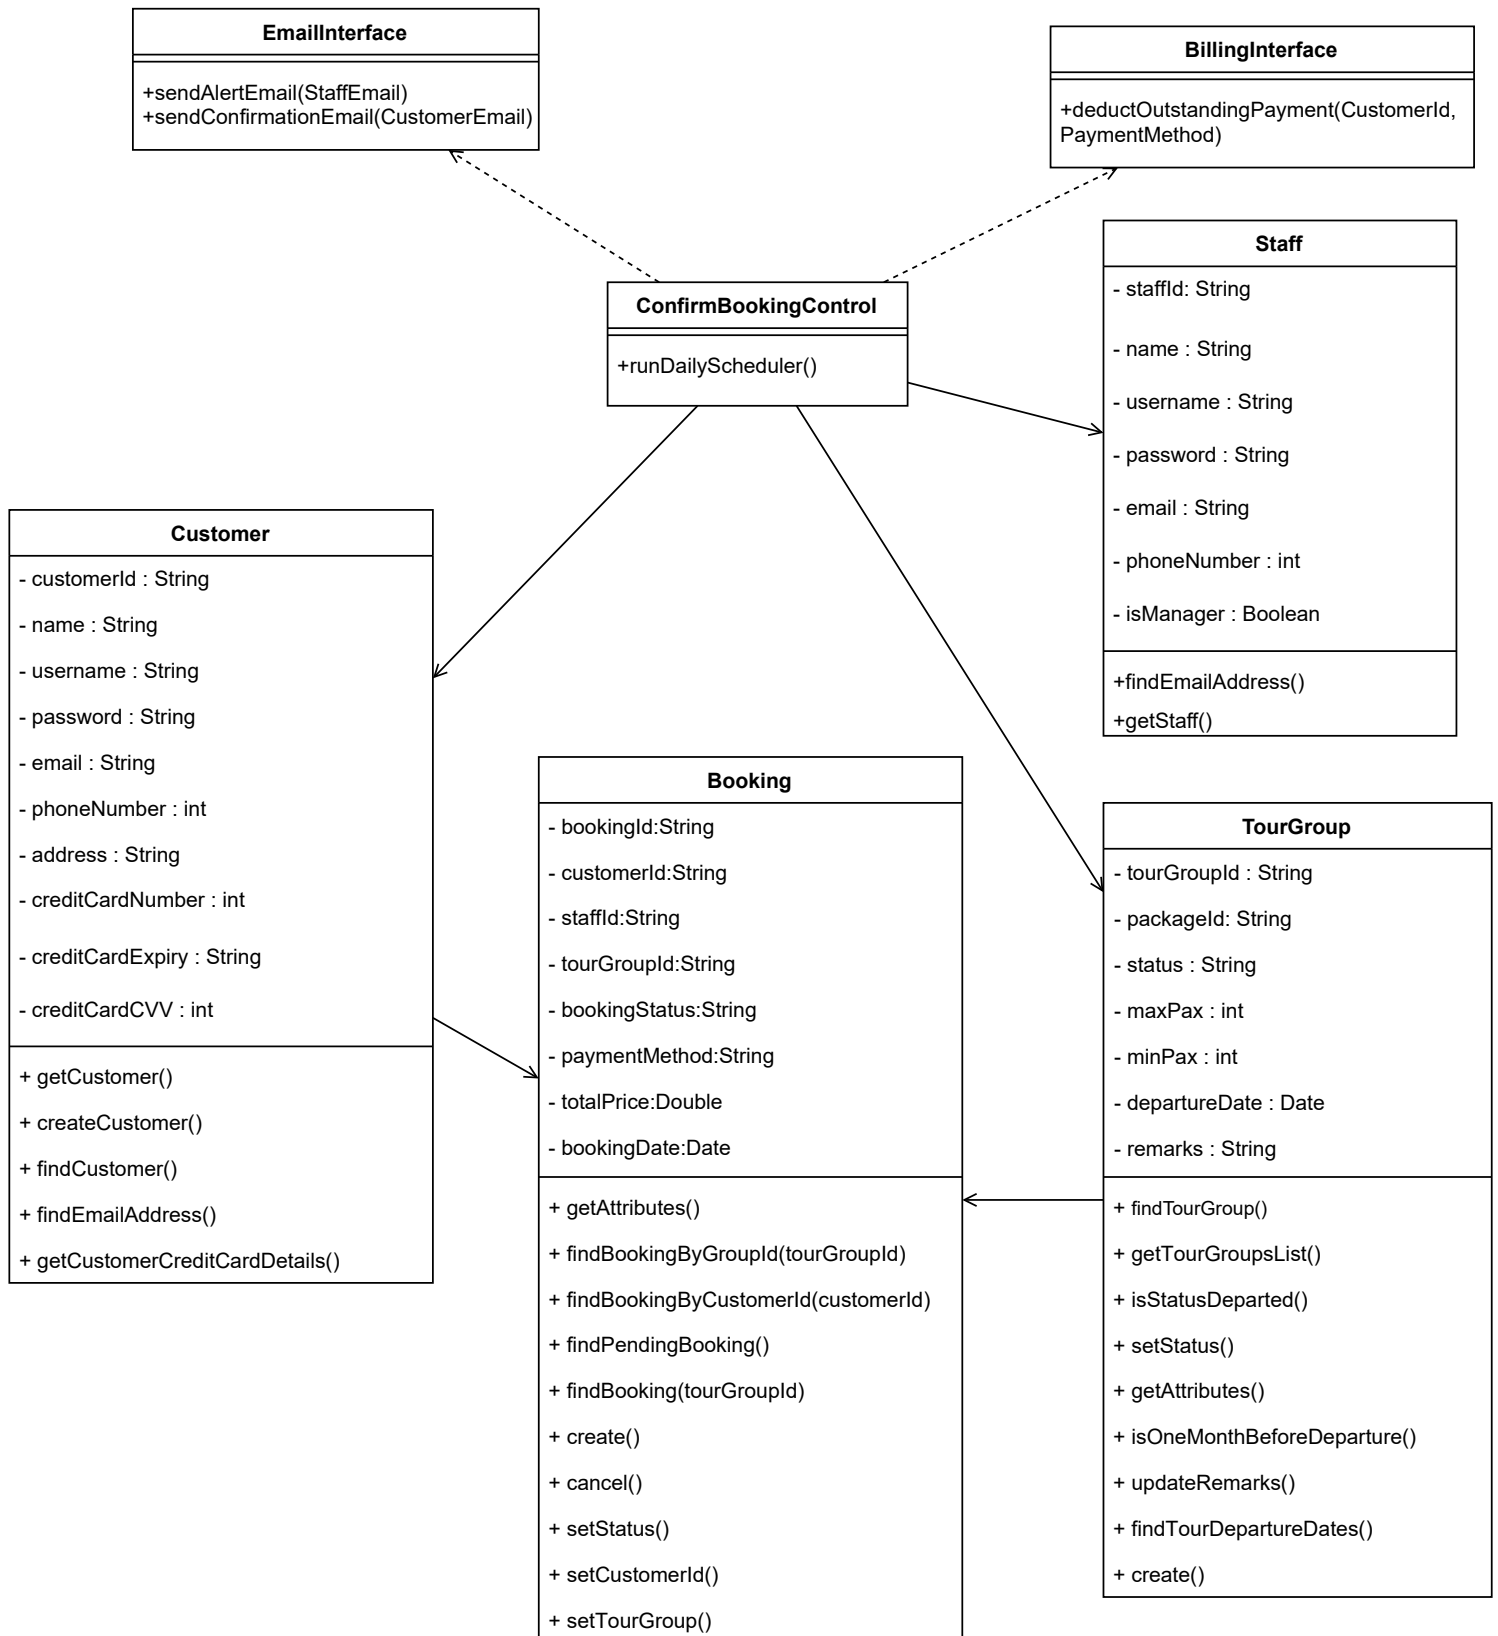 EmailInterface
+sendAlertEmail(StaffEmail)
+sendConfirmationEmail(CustomerEmail)
BillingInterface
+deductOutstandingPayment(CustomerId,
PaymentMethod)
ConfirmBookingControl
+runDailyScheduler()
Staff
- staffId: String
- name : String
- username : String
- password : String
- email : String
- phoneNumber : int
- isManager : Boolean
+findEmailAddress()
+getStaff()
Customer
- customerId : String
- name : String
- username : String
- password : String
- email : String
- phoneNumber : int
- address : String
- creditCardNumber : int
- creditCardExpiry : String
- creditCardCVV : int
+ getCustomer()
+ createCustomer()
+ findCustomer()
+ findEmailAddress()
+ getCustomerCreditCardDetails()
Booking
- bookingId:String
- customerId:String
- staffId:String
- tourGroupId:String
- bookingStatus:String
- paymentMethod:String
- totalPrice:Double
- bookingDate:Date
+ getAttributes()
+ findBookingByGroupId(tourGroupId)
+ findBookingByCustomerId(customerId)
+ findPendingBooking()
+ findBooking(tourGroupId)
+ create()
+ cancel()
+ setStatus()
+ setCustomerId()
+ setTourGroup()
TourGroup
- tourGroupId : String
- packageId: String
- status : String
- maxPax : int
- minPax : int
- departureDate : Date
- remarks : String
+ findTourGroup()
+ getTourGroupsList()
+ isStatusDeparted()
+ setStatus()
+ getAttributes()
+ isOneMonthBeforeDeparture()
+ updateRemarks()
+ findTourDepartureDates()
+ create()